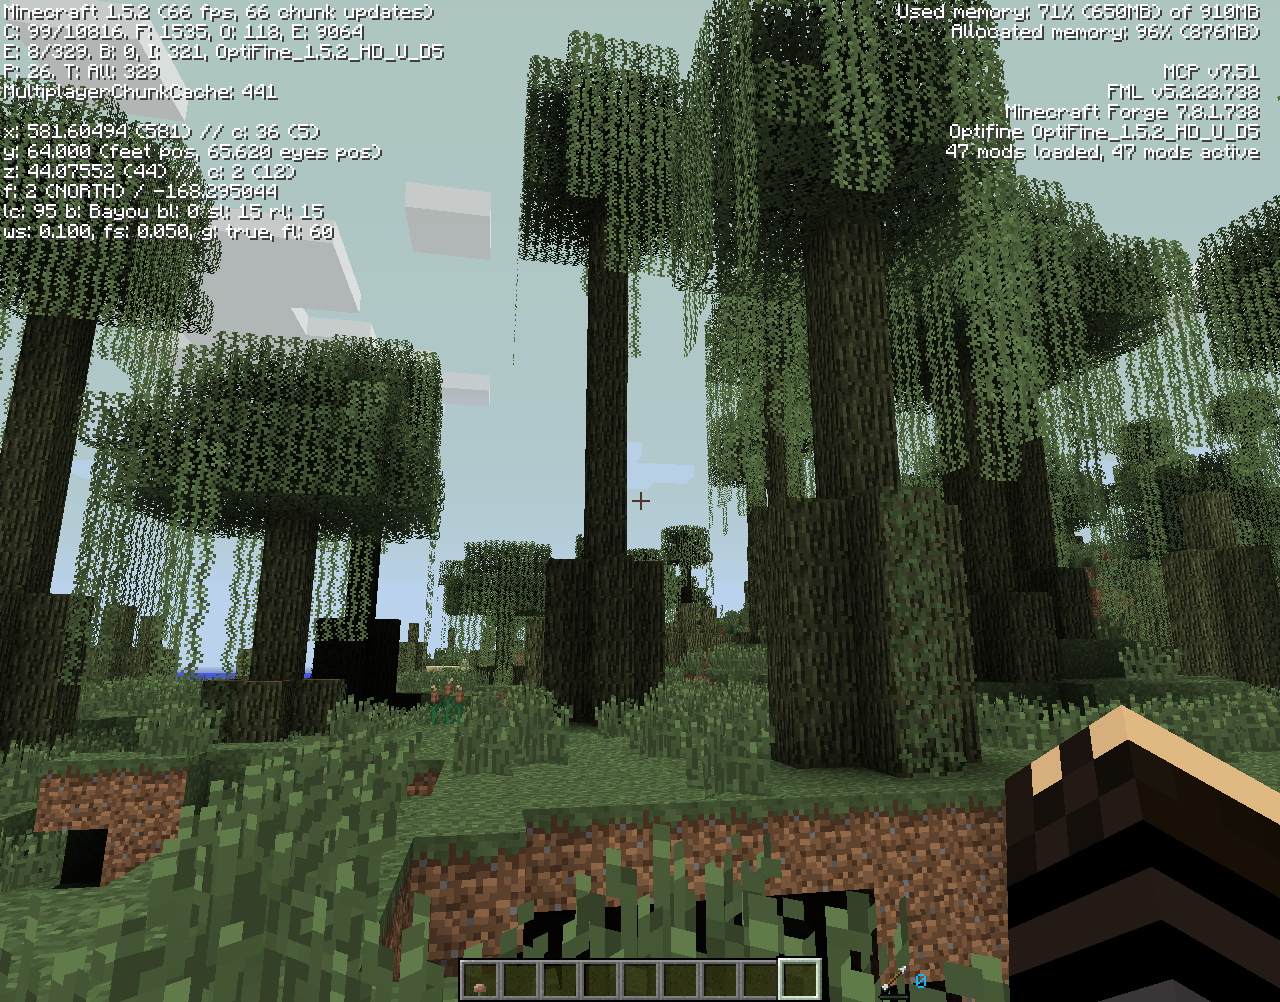 Minecraft 1.5.2 (66 fps, 66 chunk updates)
C: 99/10816, F: 1535, O: 118, E: 9064
E: 8/329, B: 0, I: 321, OptiFine_1.5.2_HD_U_D5
P: 26, T: All: 329
MultiplayerChunkCache: 441
x: 581.60494 (581) // c: 36 (5)
y: 64.000 (feet pos, 65.620 eyes pos)
z: 44.07552 (44) // c: 2 (12)
f: 2 (NORTH) / -168.295044
lc: 95 b: Bayou bl: 0 sl: 15 rl: 15
ws: 0.100, fs: 0.050, g: true, fl: 60
Used memory: 71% (650MB) of 910MB
Allocated memory: 96% (876MB)
MCP v7.51
FML v5.2.23.738
Minecraft Forge 7.8.1.738
Optifine OptiFine_1.5.2_HD_U_D5
47 mods loaded, 47 mods active
0